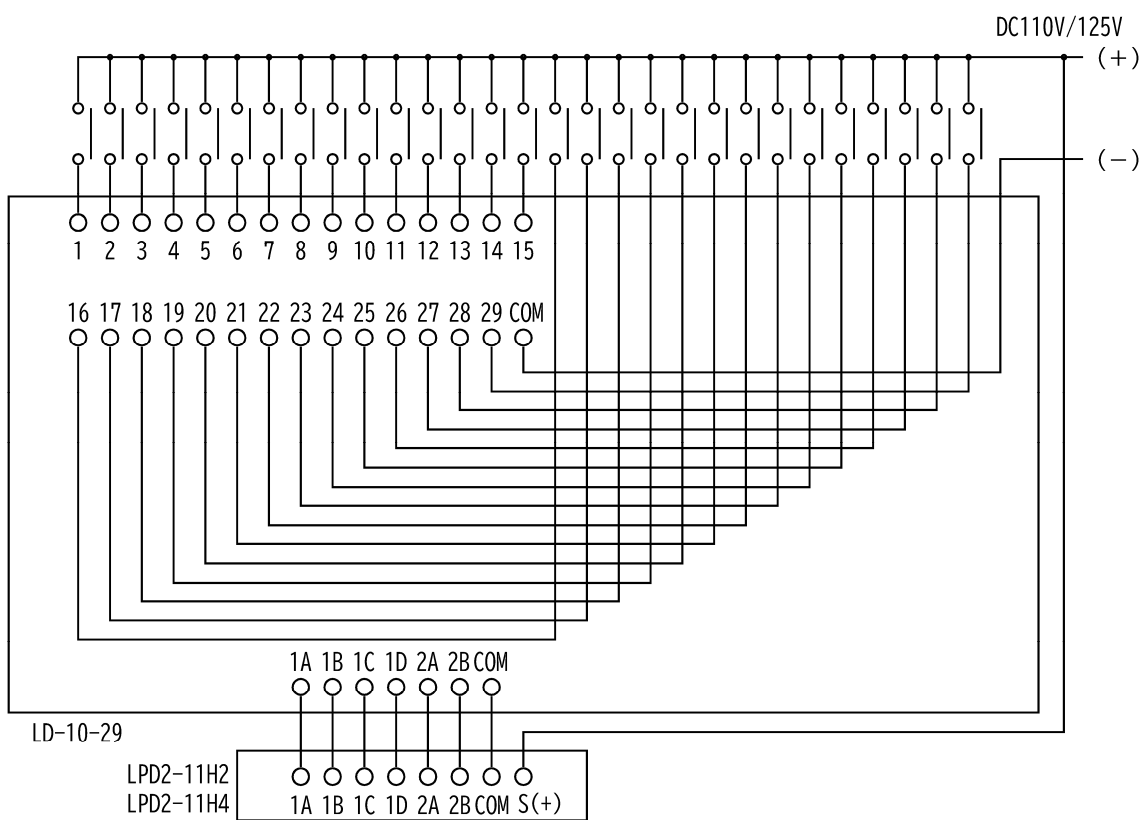 DC110V/125V
(+)
(−)
1 2 3 4 5 6 7 8 9 10 11 12 13 14 15
16 17 18 19 20 21 22 23 24 25 26 27 28 29 COM
1A 1B 1C 1D 2A 2B COM
LD-10-29
LPD2-11H2
LPD2-11H4
1A 1B 1C 1D 2A 2B COM S(+)